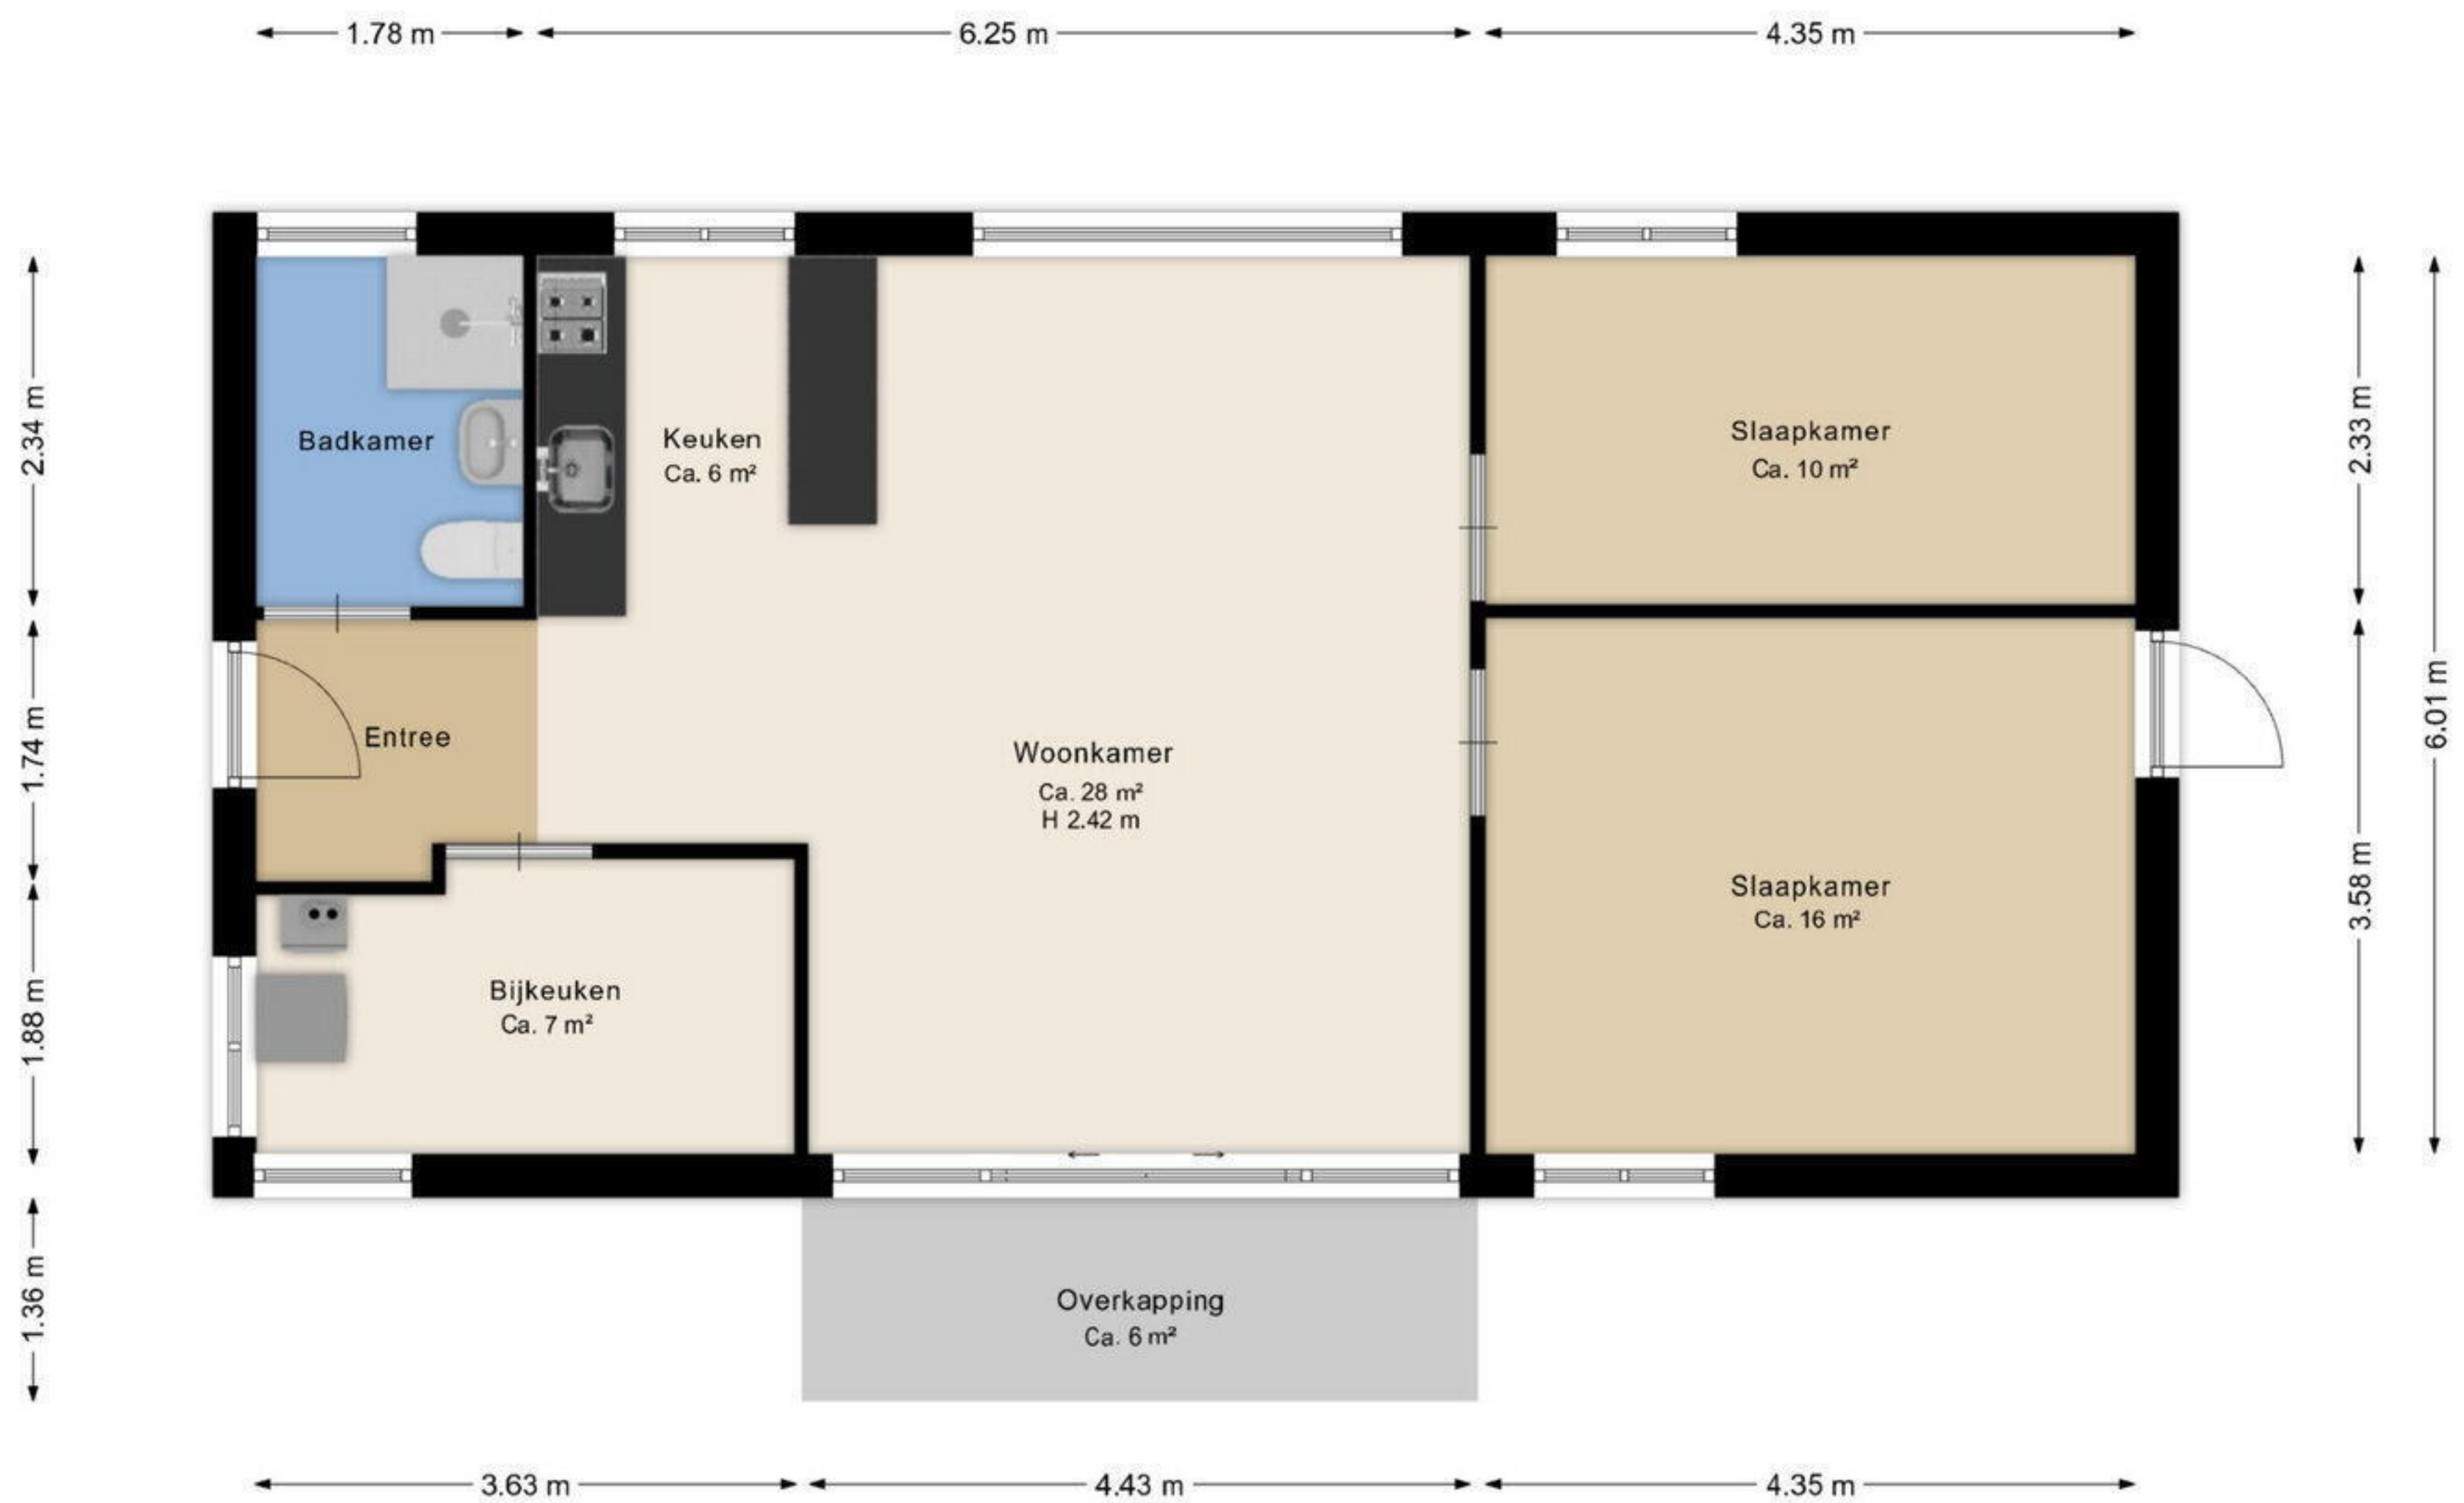 1.78 m
6.25 m
4.35 m
2.34 m
1.74 m
1.88 m
1.36 m
Badkamer
Keuken
Ca. 6 m²
Slaapkamer
Ca. 10 m²
Entree
Woonkamer
Ca. 28 m²
H 2.42 m
Slaapkamer
Ca. 16 m²
Bijkeuken
Ca. 7 m²
Overkapping
Ca. 6 m²
2.33 m
3.58 m
6.01 m
3.63 m
4.43 m
4.35 m